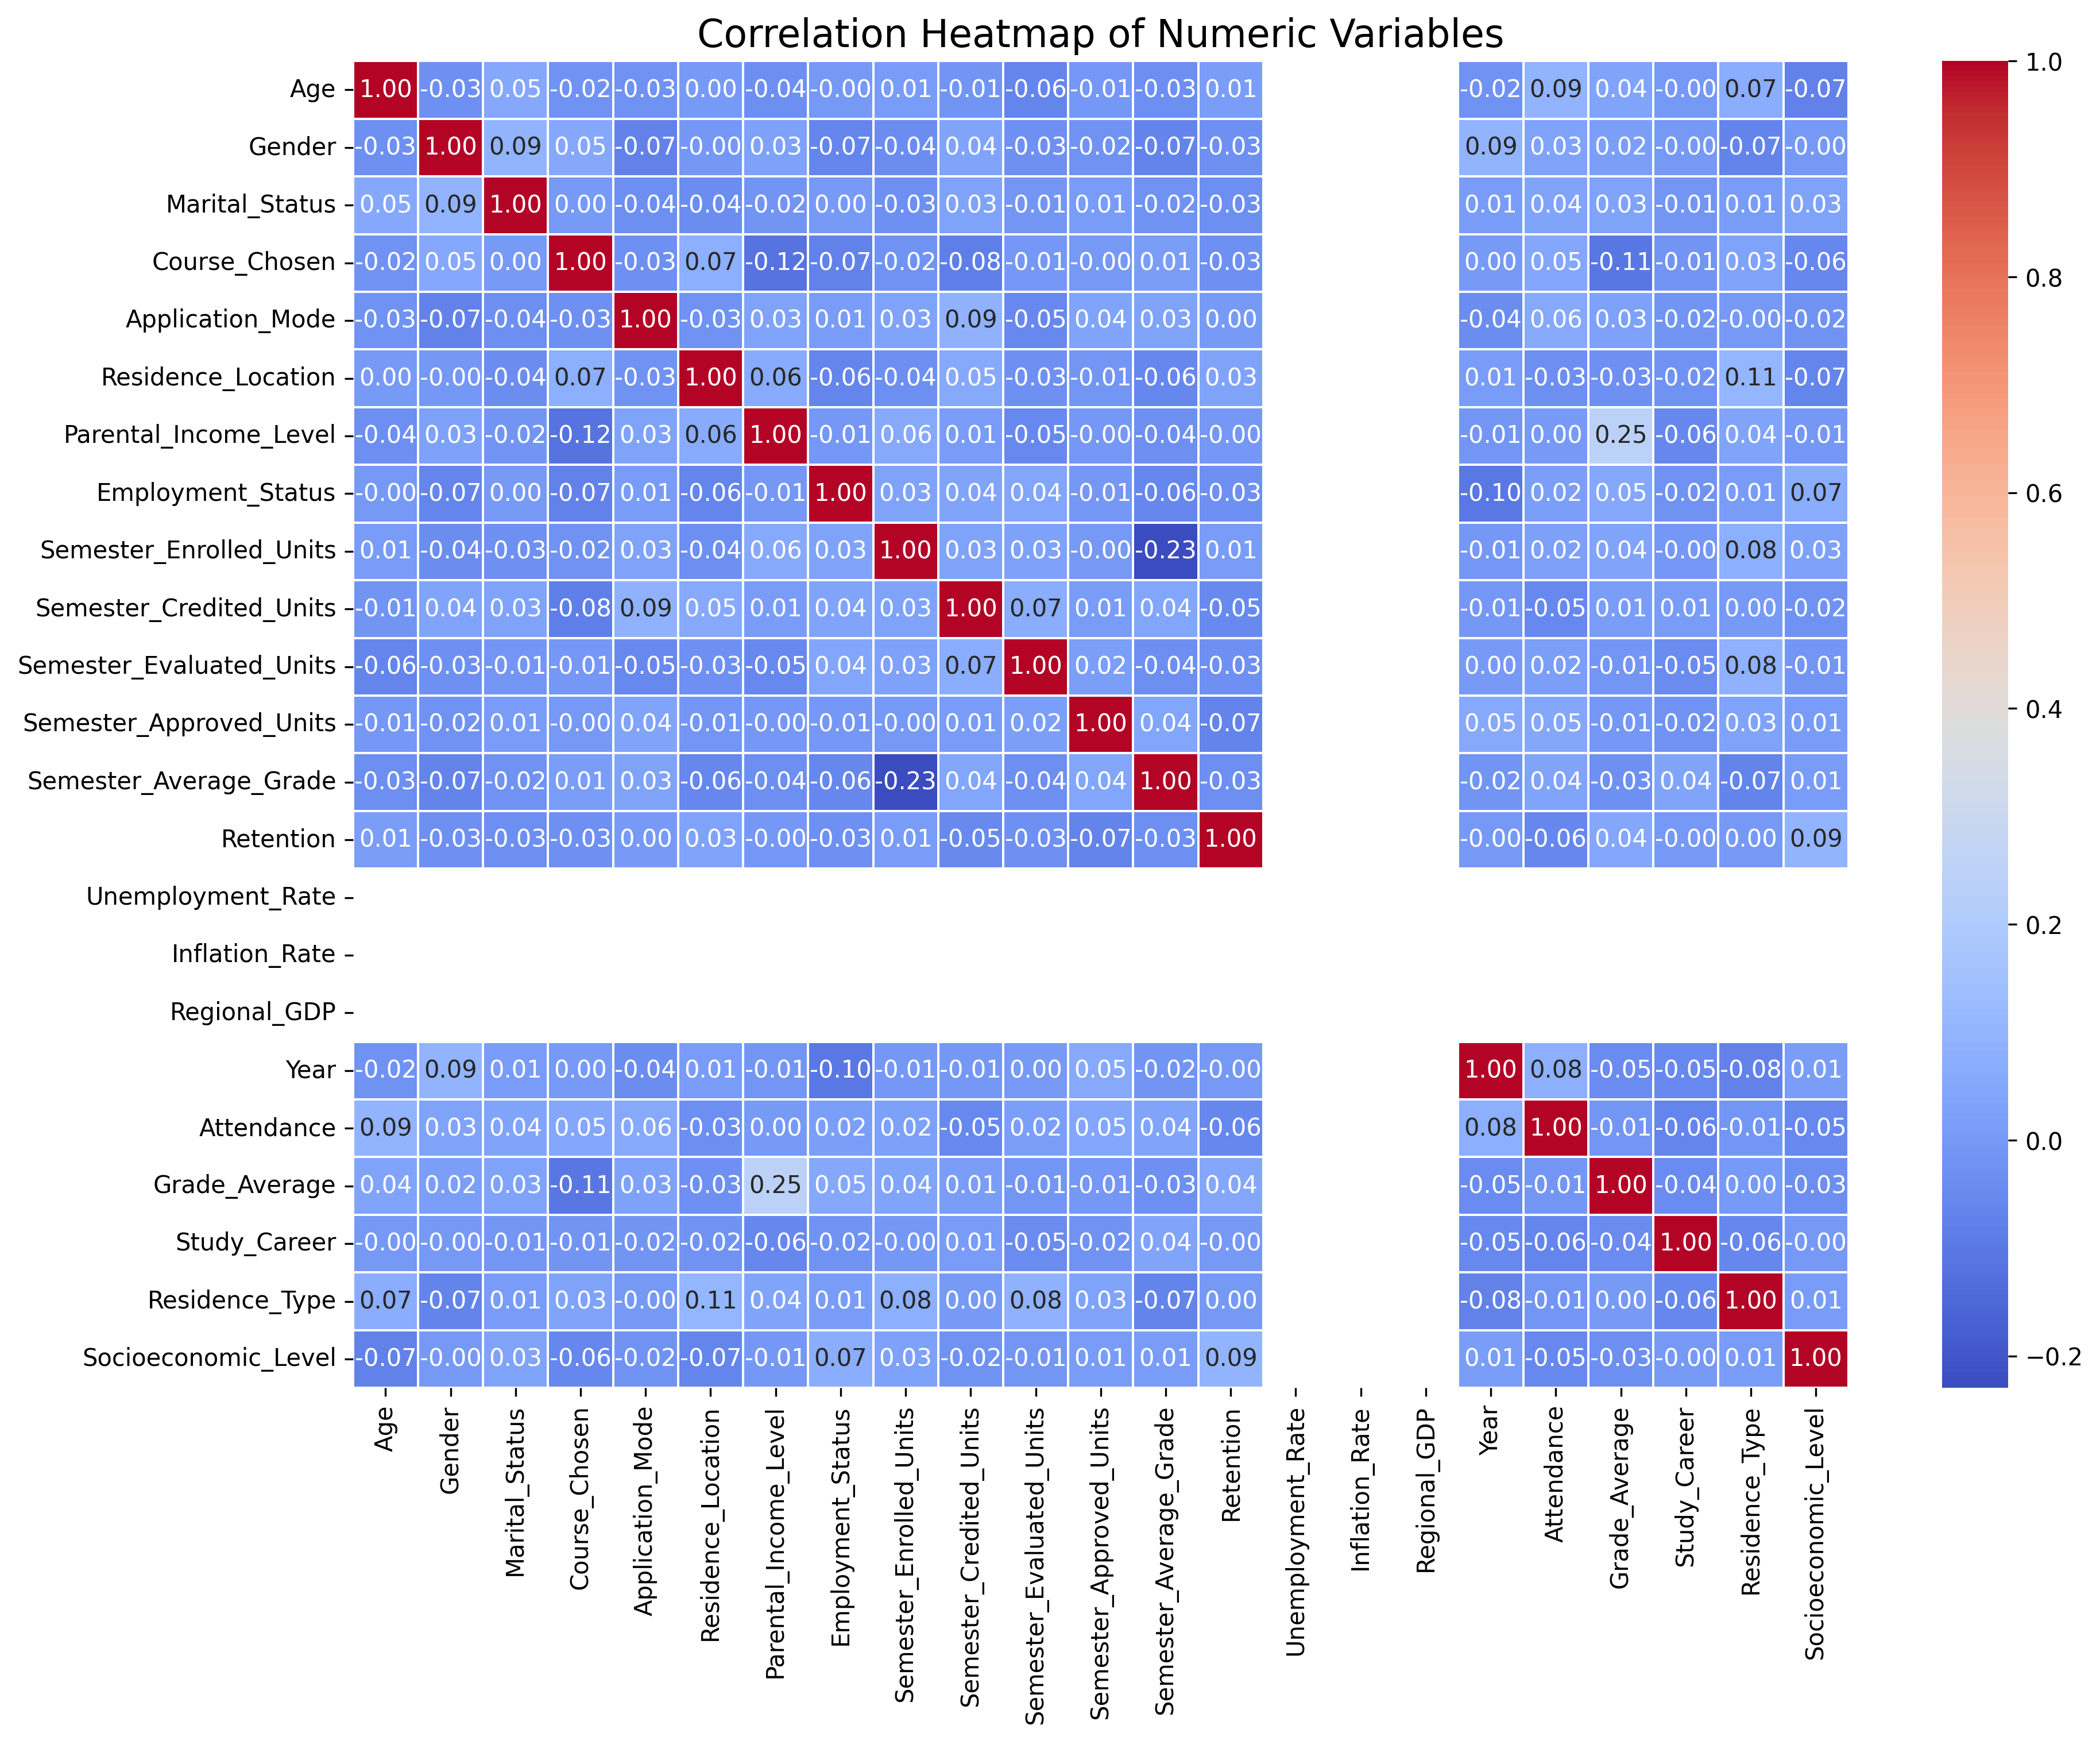 Correlation Heatmap of Numeric Variables
Age 1.00 -0.03 0.05 -0.02 -0.03 0.00 -0.04 -0.00 0.01 -0.01 -0.06 -0.01 -0.03 0.01 -0.02 0.09 0.04 -0.00 0.07 -0.07
Gender -0.03 1.00 0.09 0.05 -0.07 -0.00 0.03 -0.07 -0.04 0.04 -0.03 -0.02 -0.07 -0.03 0.09 0.03 0.02 -0.00 -0.07 -0.00
Marital_Status 0.05 0.09 1.00 0.00 -0.04 -0.04 -0.02 0.00 -0.03 0.03 -0.01 0.01 -0.02 -0.03 0.01 0.04 0.03 -0.01 0.01 0.03
Course_Chosen -0.02 0.05 0.00 1.00 -0.03 0.07 -0.12 -0.07 -0.02 -0.08 -0.01 -0.00 0.01 -0.03 0.00 0.05 -0.11 -0.01 0.03 -0.06
Application_Mode -0.03 -0.07 -0.04 -0.03 1.00 -0.03 0.03 0.01 0.03 0.09 -0.05 0.04 0.03 0.00 -0.04 0.06 0.03 -0.02 -0.00 -0.02
Residence_Location 0.00 -0.00 -0.04 0.07 -0.03 1.00 0.06 -0.06 -0.04 0.05 -0.03 -0.01 -0.06 0.03 0.01 -0.03 -0.03 -0.02 0.11 -0.07
Parental_Income_Level -0.04 0.03 -0.02 -0.12 0.03 0.06 1.00 -0.01 0.06 0.01 -0.05 -0.00 -0.04 -0.00 -0.01 0.00 0.25 -0.06 0.04 -0.01
Employment_Status -0.00 -0.07 0.00 -0.07 0.01 -0.06 -0.01 1.00 0.03 0.04 0.04 -0.01 -0.06 -0.03 -0.10 0.02 0.05 -0.02 0.01 0.07
Semester_Enrolled_Units 0.01 -0.04 -0.03 -0.02 0.03 -0.04 0.06 0.03 1.00 0.03 0.03 -0.00 -0.23 0.01 -0.01 0.02 0.04 -0.00 0.08 0.03
Semester_Credited_Units -0.01 0.04 0.03 -0.08 0.09 0.05 0.01 0.04 0.03 1.00 0.07 0.01 0.04 -0.05 -0.01 -0.05 0.01 0.01 0.00 -0.02
Semester_Evaluated_Units -0.06 -0.03 -0.01 -0.01 -0.05 -0.03 -0.05 0.04 0.03 0.07 1.00 0.02 -0.04 -0.03 0.00 0.02 -0.01 -0.05 0.08 -0.01
Semester_Approved_Units -0.01 -0.02 0.01 -0.00 0.04 -0.01 -0.00 -0.01 -0.00 0.01 0.02 1.00 0.04 -0.07 0.05 0.05 -0.01 -0.02 0.03 0.01
Semester_Average_Grade -0.03 -0.07 -0.02 0.01 0.03 -0.06 -0.04 -0.06 -0.23 0.04 -0.04 0.04 1.00 -0.03 -0.02 0.04 -0.03 0.04 -0.07 0.01
Retention 0.01 -0.03 -0.03 -0.03 0.00 0.03 -0.00 -0.03 0.01 -0.05 -0.03 -0.07 -0.03 1.00 -0.00 -0.06 0.04 -0.00 0.00 0.09
Unemployment_Rate
Inflation_Rate
Regional_GDP
Year -0.02 0.09 0.01 0.00 -0.04 0.01 -0.01 -0.10 -0.01 -0.01 0.00 0.05 -0.02 -0.00 1.00 0.08 -0.05 -0.05 -0.08 0.01
Attendance 0.09 0.03 0.04 0.05 0.06 -0.03 0.00 0.02 0.02 -0.05 0.02 0.05 0.04 -0.06 0.08 1.00 -0.01 -0.06 -0.01 -0.05
Grade_Average 0.04 0.02 0.03 -0.11 0.03 -0.03 0.25 0.05 0.04 0.01 -0.01 -0.01 -0.03 0.04 -0.05 -0.01 1.00 -0.04 0.00 -0.03
Study_Career -0.00 -0.00 -0.01 -0.01 -0.02 -0.02 -0.06 -0.02 -0.00 0.01 -0.05 -0.02 0.04 -0.00 -0.05 -0.06 -0.04 1.00 -0.06 -0.00
Residence_Type 0.07 -0.07 0.01 0.03 -0.00 0.11 0.04 0.01 0.08 0.00 0.08 0.03 -0.07 0.00 -0.08 -0.01 0.00 -0.06 1.00 0.01
Socioeconomic_Level -0.07 -0.00 0.03 -0.06 -0.02 -0.07 -0.01 0.07 0.03 -0.02 -0.01 0.01 0.01 0.09 0.01 -0.05 -0.03 -0.00 0.01 1.00
Age
Gender
Marital_Status
Course_Chosen
Application_Mode
Residence_Location
Parental_Income_Level
Employment_Status
Semester_Enrolled_Units
Semester_Credited_Units
Semester_Evaluated_Units
Semester_Approved_Units
Semester_Average_Grade
Retention
Unemployment_Rate
Inflation_Rate
Regional_GDP
Year
Attendance
Grade_Average
Study_Career
Residence_Type
Socioeconomic_Level
1.0
0.8
0.6
0.4
0.2
0.0
−0.2